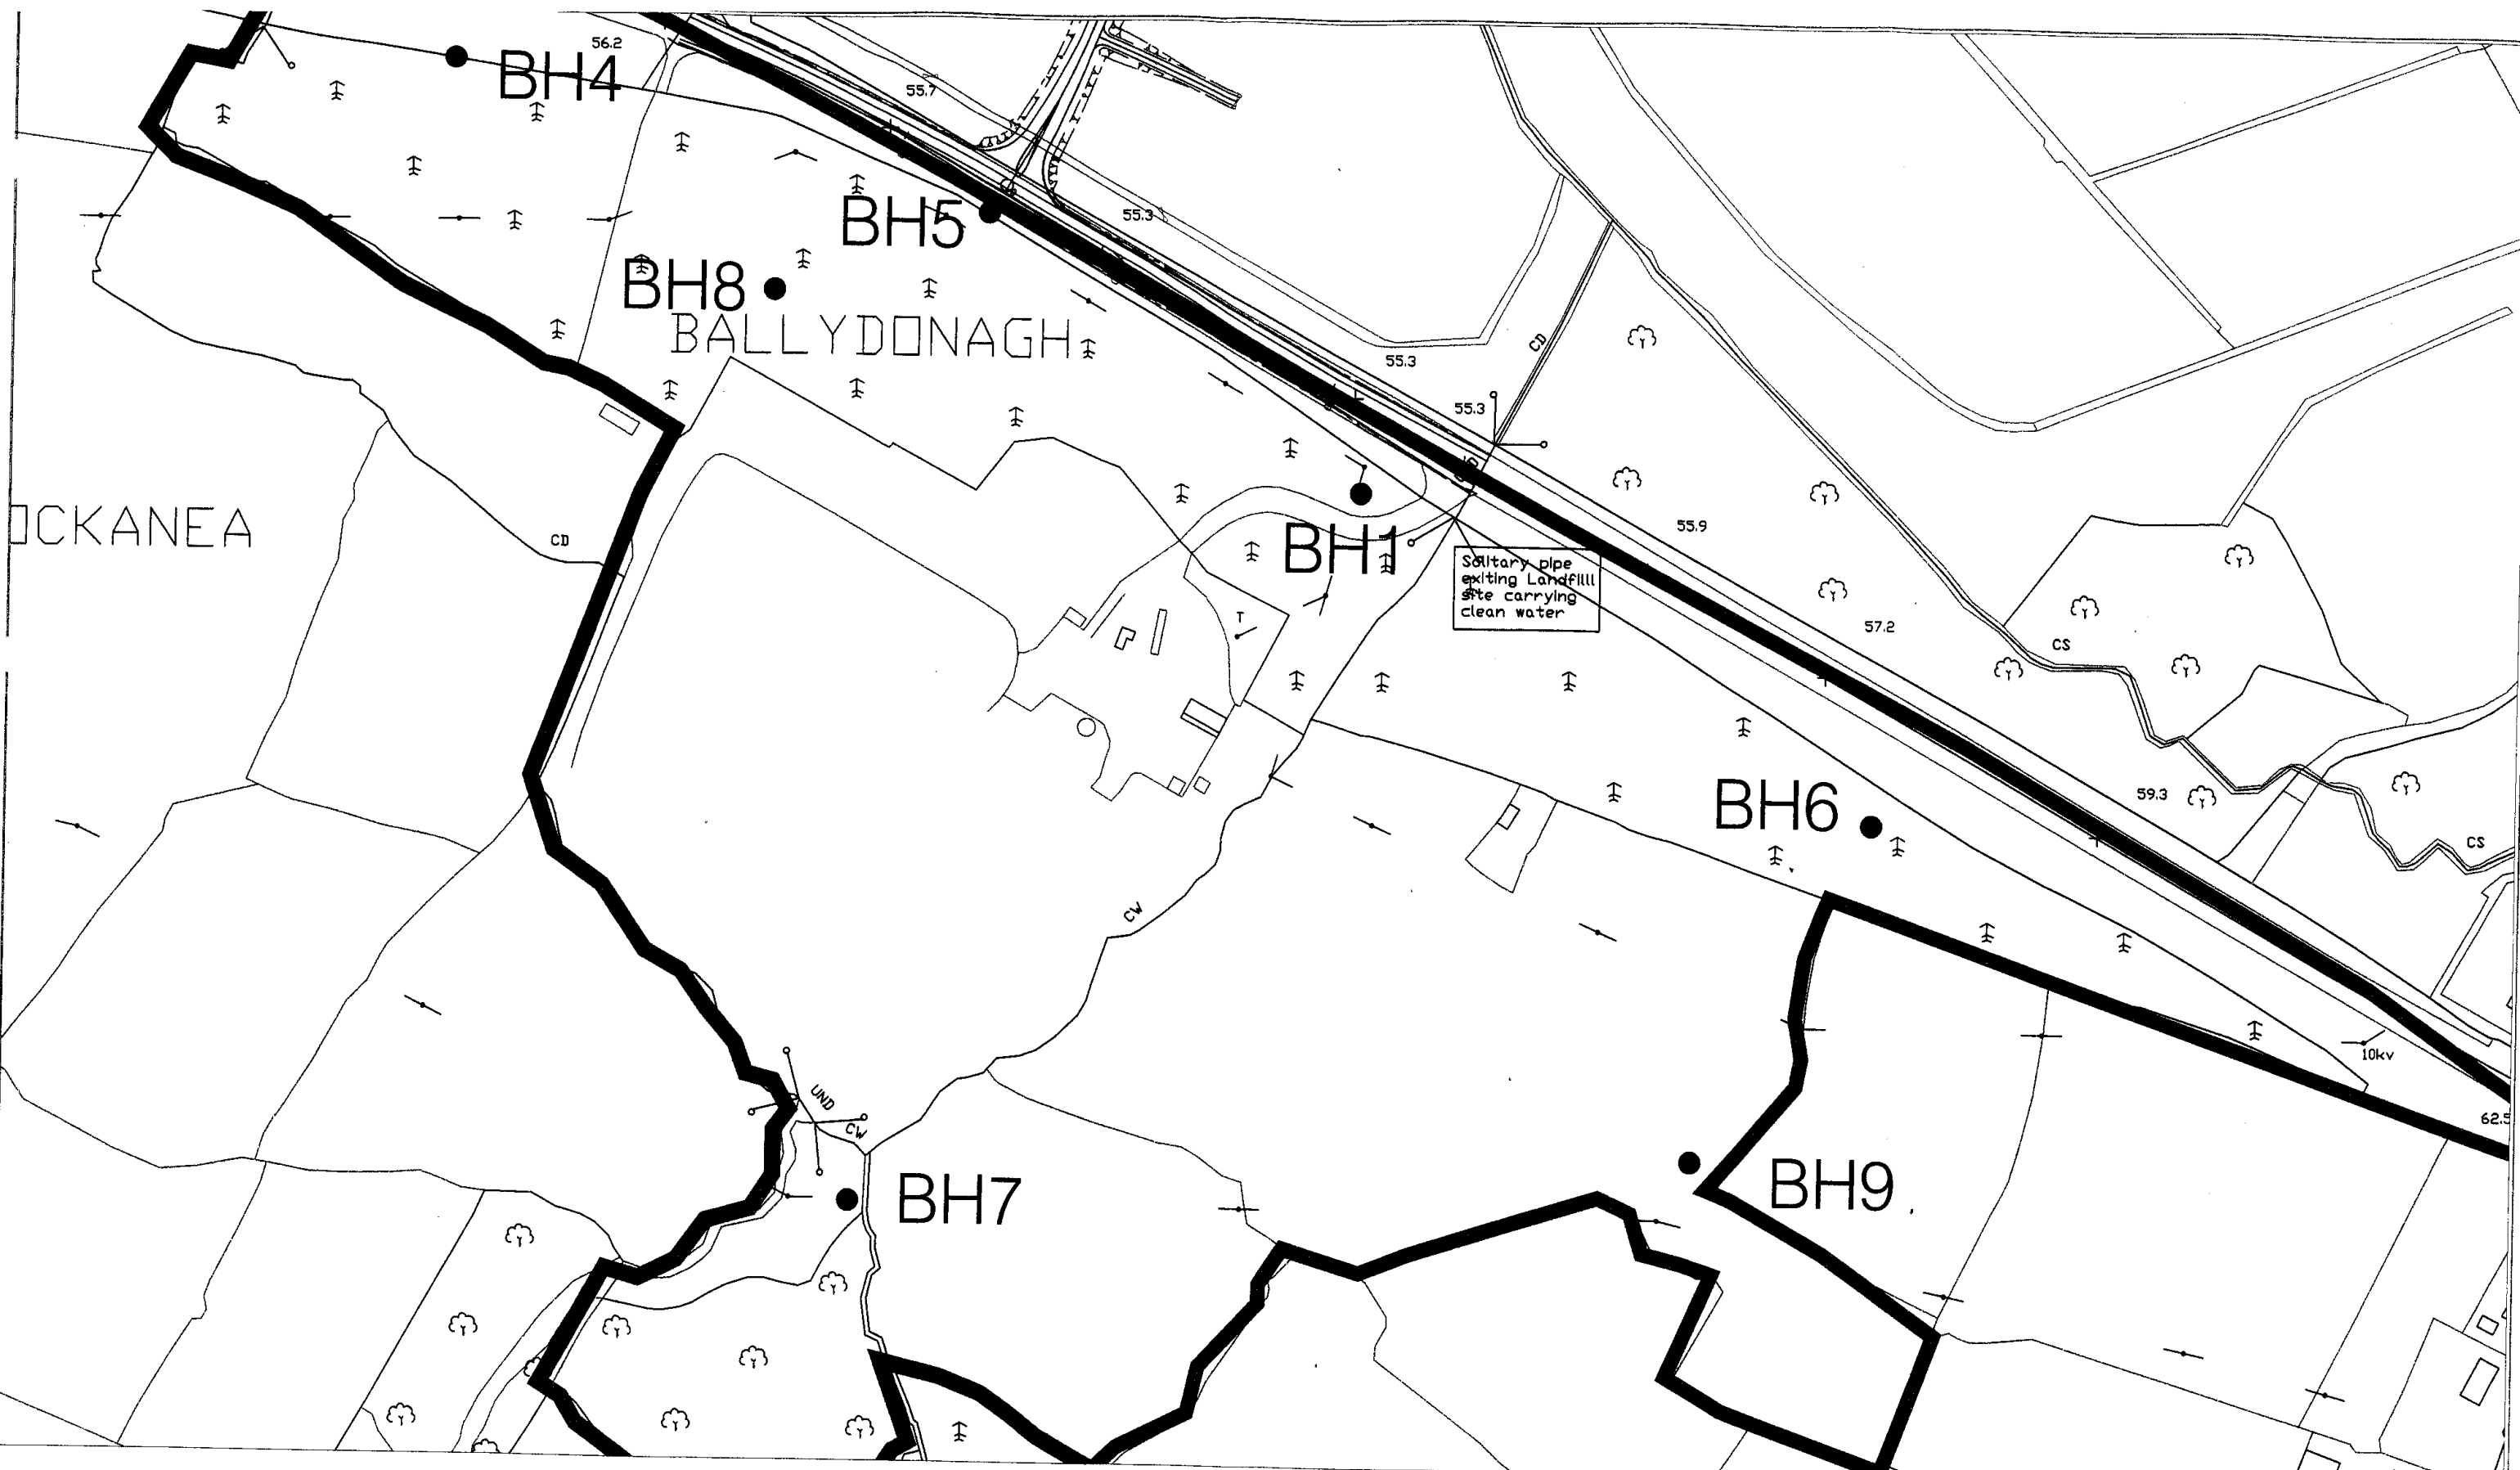 56.2
BH4
55.7
BH5
55.3
BH8
BALLYDONAGH
55.3
CD
55.3
OCKANEA
CD
BH1
55.9
Solitary pipe
exiting Landfilll
site carrying
clean water
T
57.2
CS
BH6
59.3
CS
CW
10kv
UND
CW
62.5
BH7
BH9